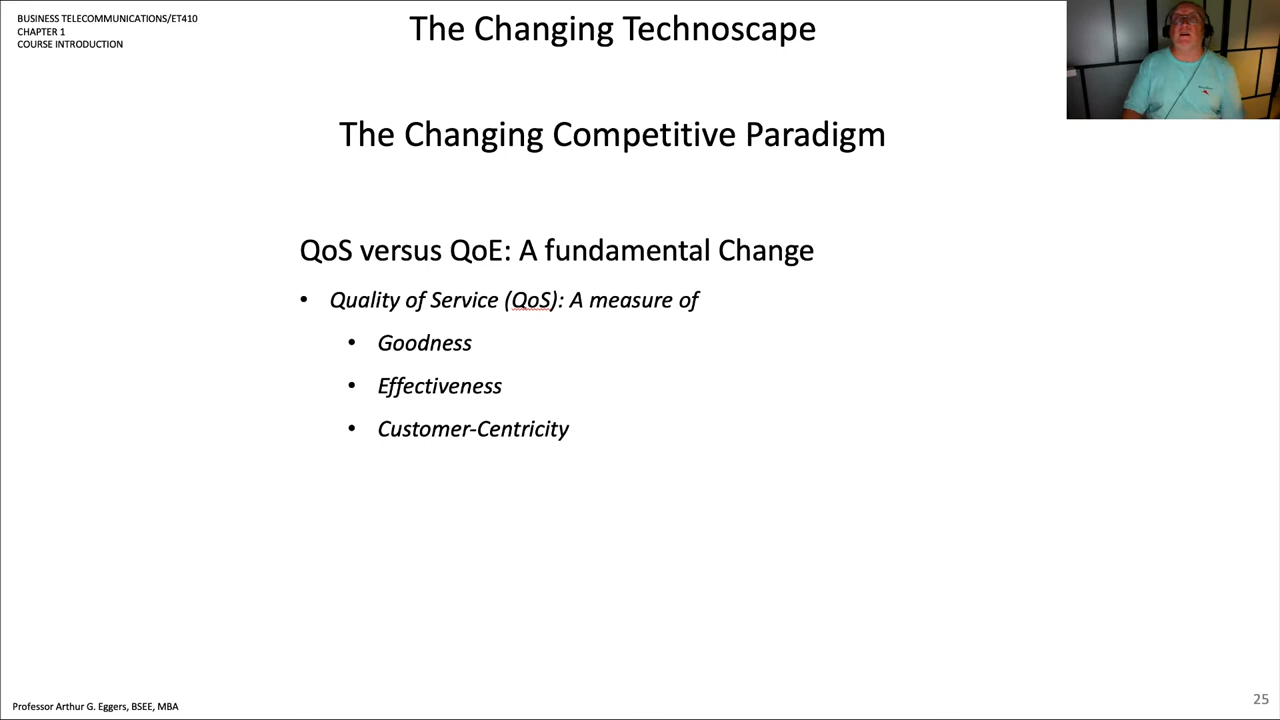 BUSINESS TELECOMMUNICATIONS/ET410
CHAPTER 1
COURSE INTRODUCTION
The Changing Technoscape
The Changing Competitive Paradigm
QoS versus QoE: A fundamental Change
• Quality of Service (QoS): A measure of
• Goodness
• Effectiveness
• Customer-Centricity
Professor Arthur G. Eggers, BSEE, MBA
25